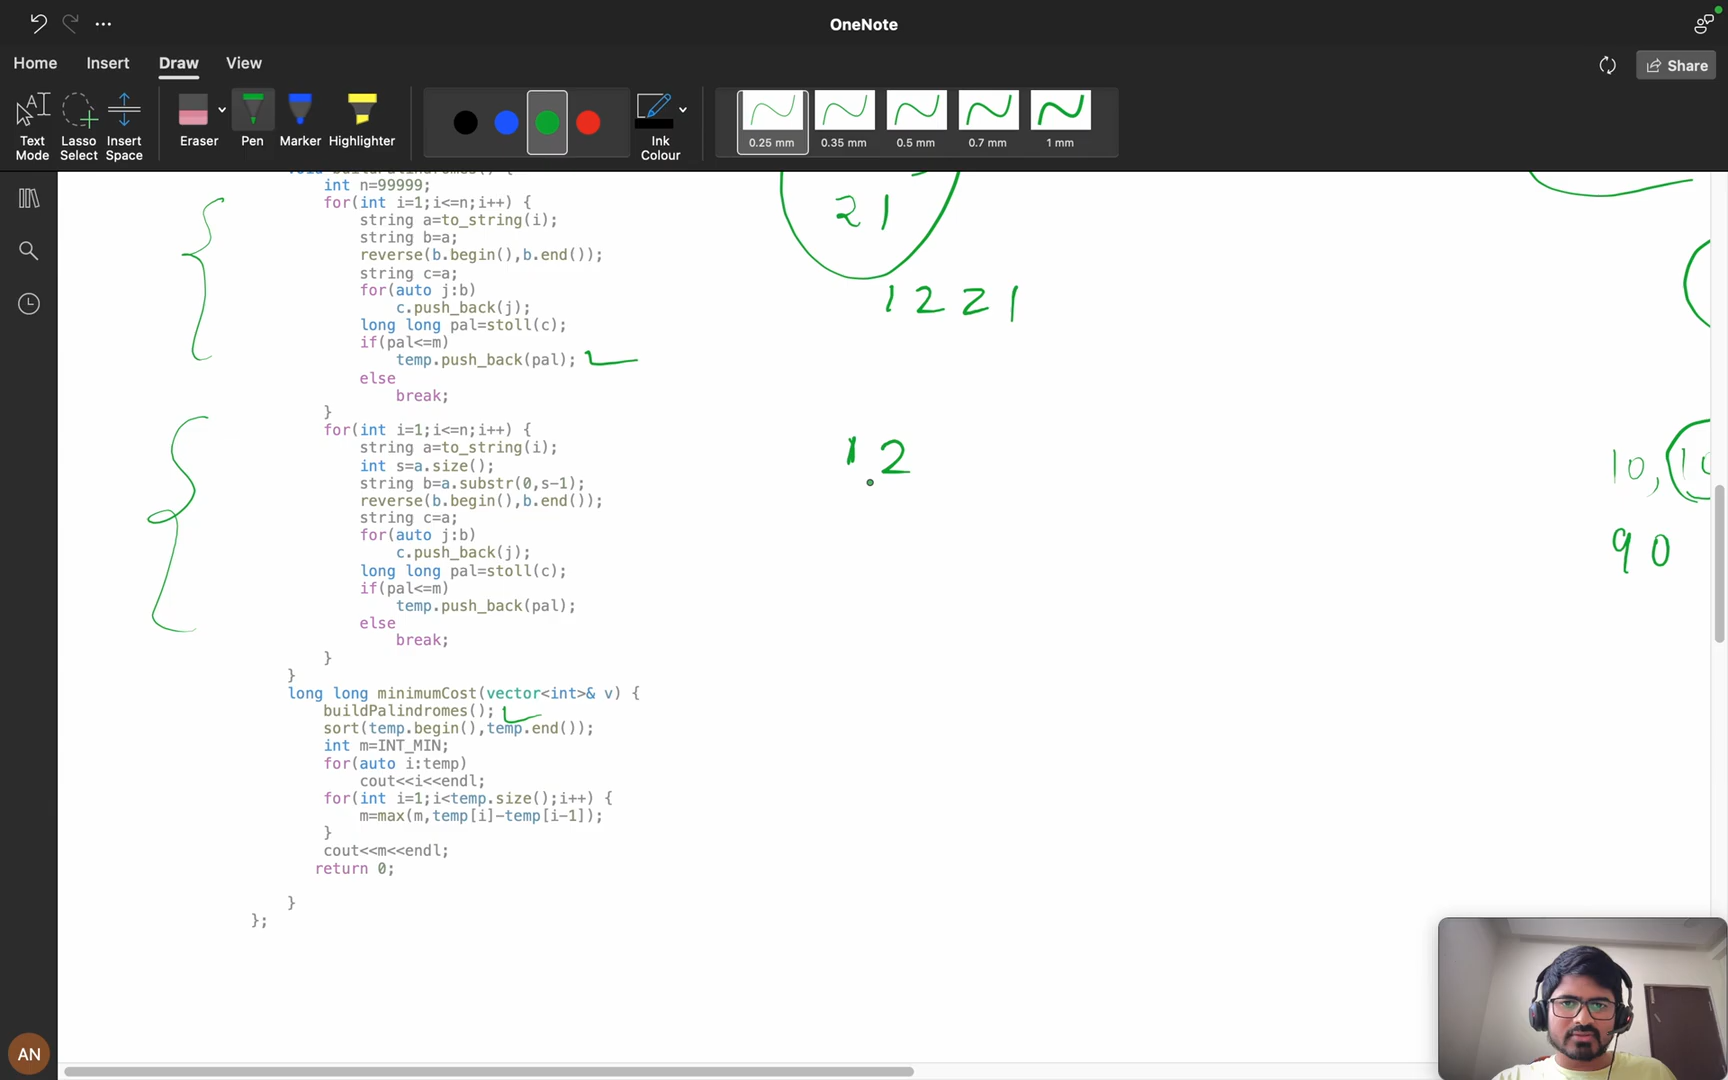 OneNote
Home Insert Draw View
Share
Text Mode
Lasso Select
Insert Space
Eraser
Pen
Marker
Highlighter
Ink Colour
0.25 mm
0.35 mm
0.5 mm
0.7 mm
1 mm
int n=99999;
for(int i=1;i<=n;i++) {
string a=to_string(i);
string b=a;
reverse(b.begin(),b.end());
string c=a;
for(auto j:b)
c.push_back(j);
long long pal=stoll(c);
if(pal<=m)
temp.push_back(pal);
else
break;
}
for(int i=1;i<=n;i++) {
string a=to_string(i);
int s=a.size();
string b=a.substr(0,s-1);
reverse(b.begin(),b.end());
string c=a;
for(auto j:b)
c.push_back(j);
long long pal=stoll(c);
if(pal<=m)
temp.push_back(pal);
else
break;
}
}
long long minimumCost(vector<int>& v) {
buildPalindromes();
sort(temp.begin(),temp.end());
int m=INT_MIN;
for(auto i:temp)
cout<<i<<endl;
for(int i=1;i<temp.size();i++) {
m=max(m,temp[i]-temp[i-1]);
}
cout<<m<<endl;
return 0;
}
};
21
1221
12
10,
90
AN